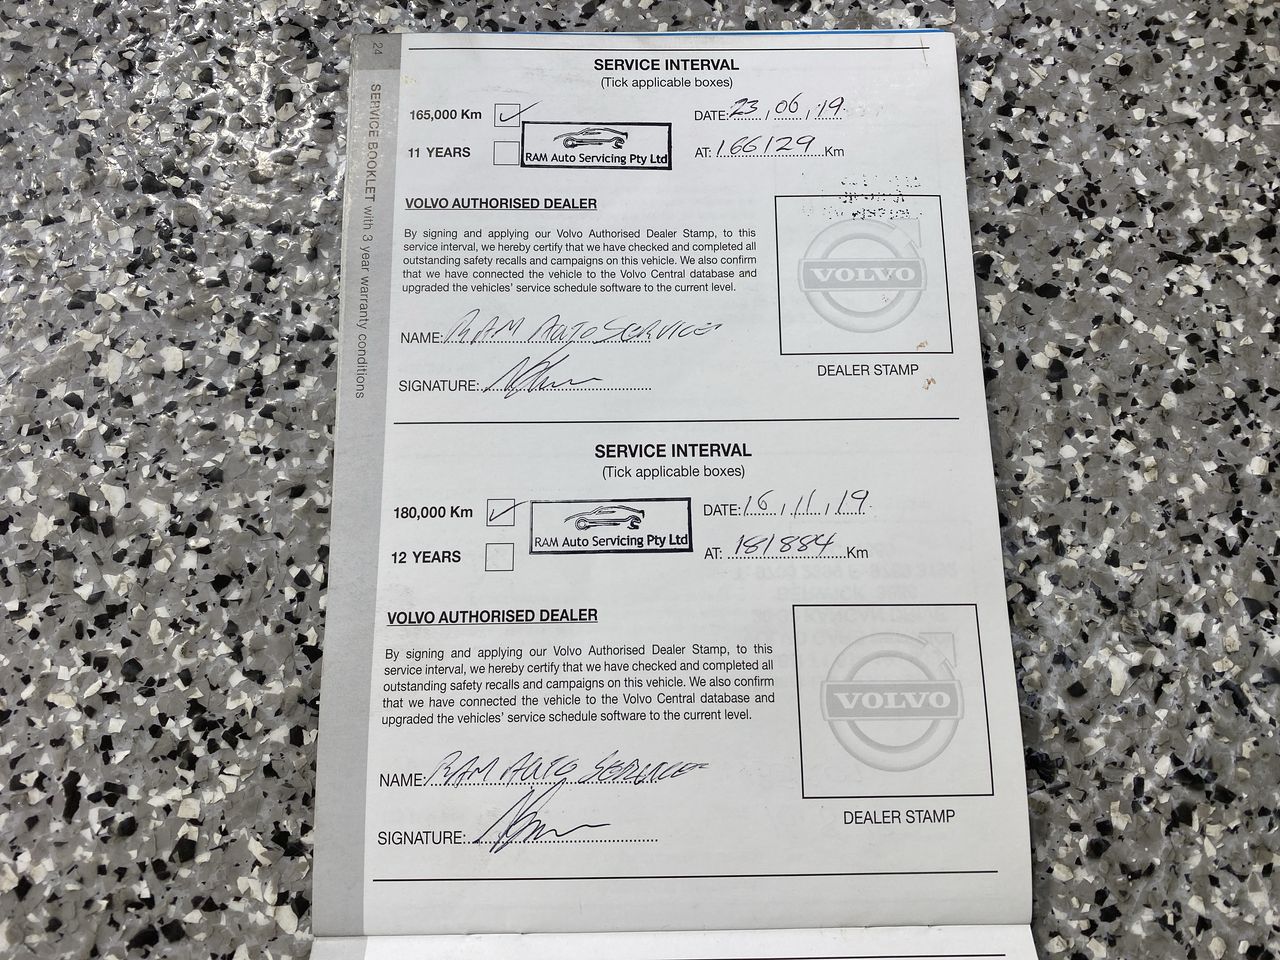 24
SERVICE BOOKLET with 3 year warranty conditions
SERVICE INTERVAL
(Tick applicable boxes)
165,000 Km
DATE: 23, 06, 19
RAM Auto Servicing Pty Ltd
11 YEARS
AT: 166129 Km
VOLVO AUTHORISED DEALER
By signing and applying our Volvo Authorised Dealer Stamp, to this
service interval, we hereby certify that we have checked and completed all
outstanding safety recalls and campaigns on this vehicle. We also confirm
that we have connected the vehicle to the Volvo Central database and
upgraded the vehicles' service schedule software to the current level.
VOLVO
NAME: RAM AUTO SERVICE
DEALER STAMP
SIGNATURE:
SERVICE INTERVAL
(Tick applicable boxes)
180,000 Km
DATE: 16, 11, 19
RAM Auto Servicing Pty Ltd
12 YEARS
AT: 181884 Km
VOLVO AUTHORISED DEALER
By signing and applying our Volvo Authorised Dealer Stamp, to this
service interval, we hereby certify that we have checked and completed all
outstanding safety recalls and campaigns on this vehicle. We also confirm
that we have connected the vehicle to the Volvo Central database and
upgraded the vehicles' service schedule software to the current level.
VOLVO
NAME: RAM AUTO
DEALER STAMP
SIGNATURE: